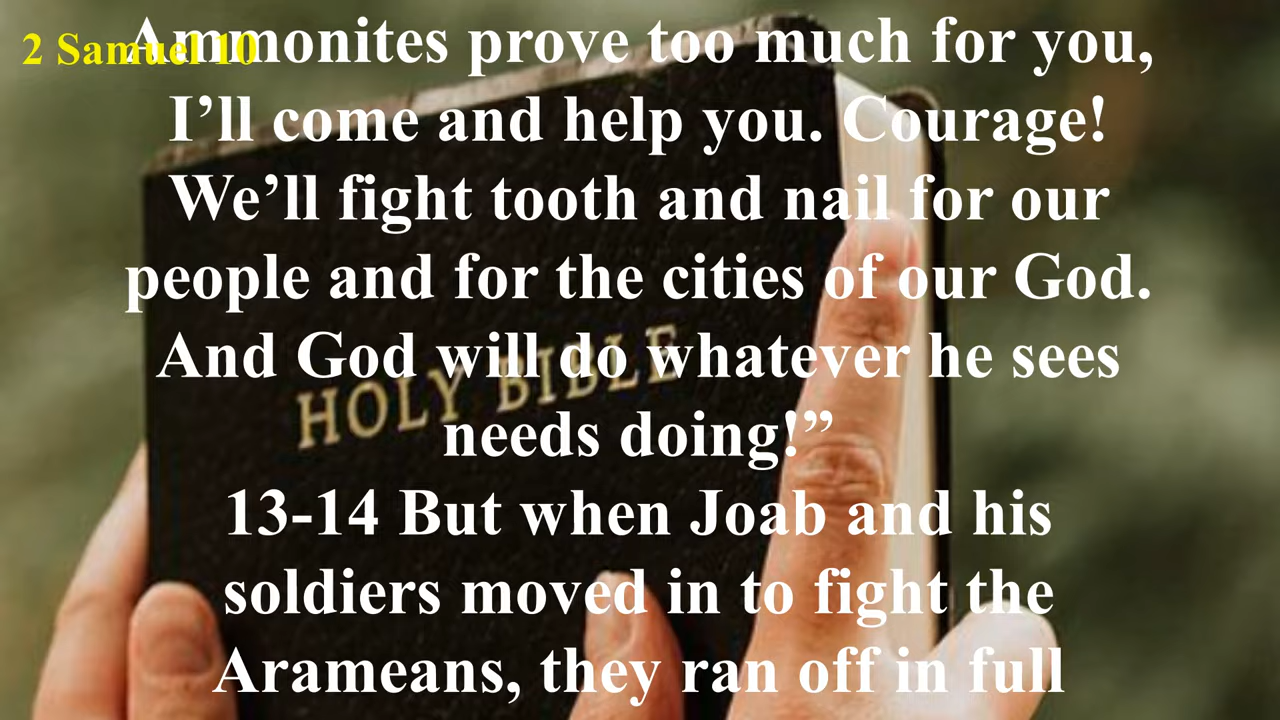 2 Samuel 10
Ammonites prove too much for you,
I’ll come and help you. Courage!
We’ll fight tooth and nail for our
people and for the cities of our God.
And God will do whatever he sees
needs doing!”
13-14 But when Joab and his
soldiers moved in to fight the
Arameans, they ran off in full
HOLY BIBLE